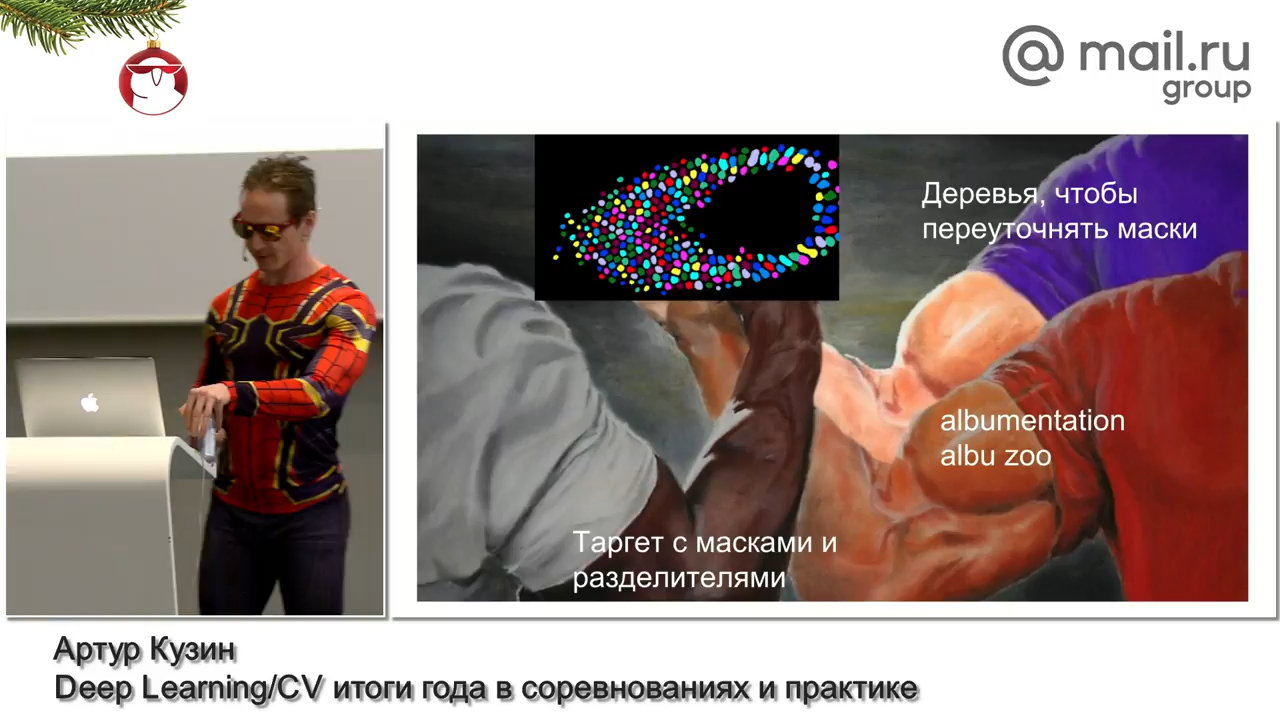 @ mail.ru
group
Деревья, чтобы
переуточнять маски
albumentation
albu zoo
Таргет с масками и
разделителями
Артур Кузин
Deep Learning/CV итоги года в соревнованиях и практике